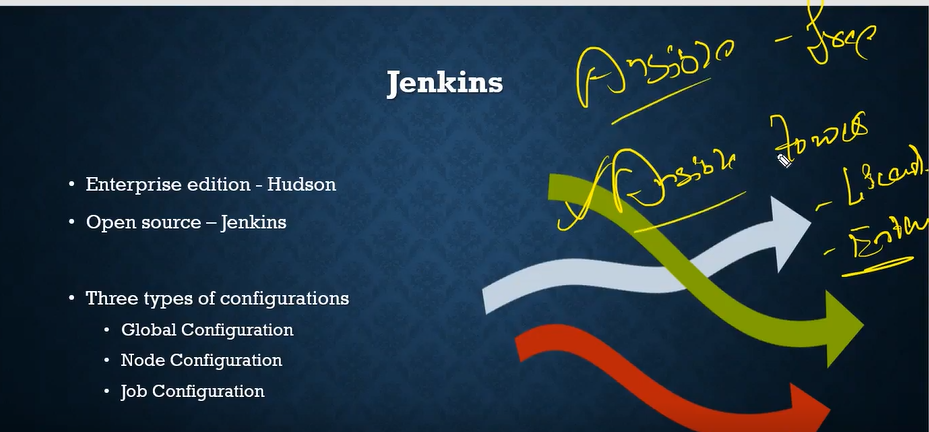 Jenkins
• Enterprise edition - Hudson
• Open source – Jenkins
• Three types of configurations
• Global Configuration
• Node Configuration
• Job Configuration
Ansible - free
Ansible Tower